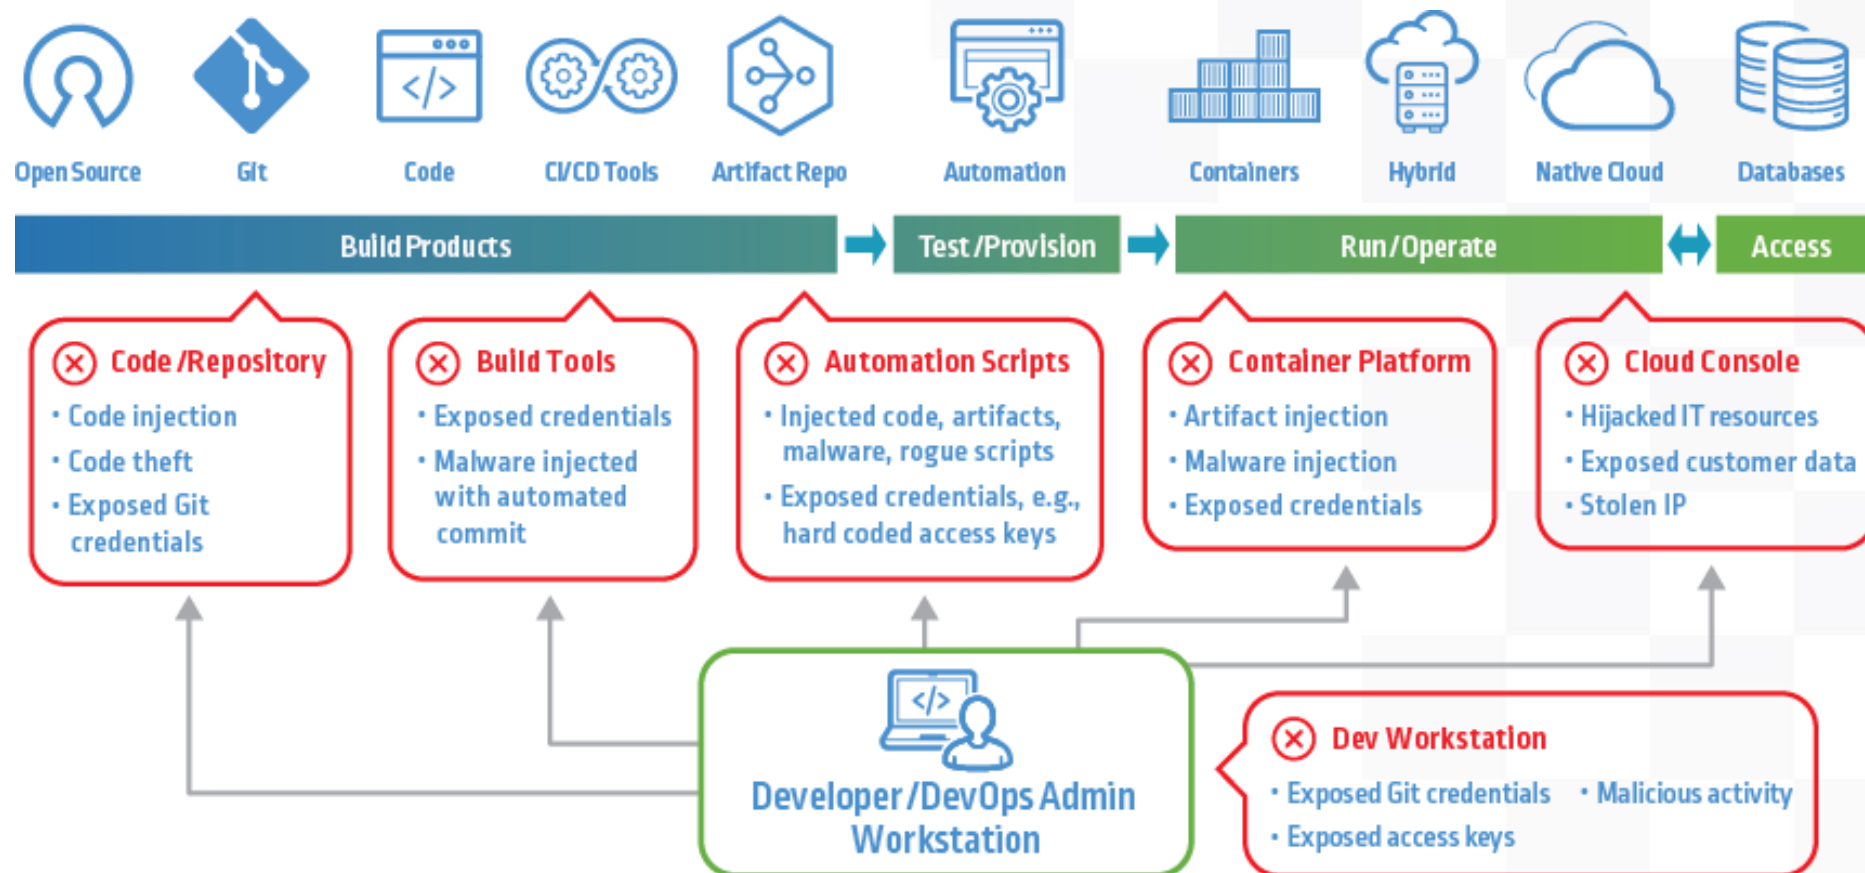 Open Source
Git
Code
CI/CD Tools
Artifact Repo
Automation
Containers
Hybrid
Native Cloud
Databases
Build Products
Test/Provision
Run/Operate
Access
Code/Repository
• Code injection
• Code theft
• Exposed Git
credentials
Build Tools
• Exposed credentials
• Malware injected
with automated
commit
Automation Scripts
• Injected code, artifacts,
malware, rogue scripts
• Exposed credentials, e.g.,
hard coded access keys
Container Platform
• Artifact injection
• Malware injection
• Exposed credentials
Cloud Console
• Hijacked IT resources
• Exposed customer data
• Stolen IP
</>
</>
Developer/DevOps Admin
Workstation
Dev Workstation
• Exposed Git credentials
• Malicious activity
• Exposed access keys